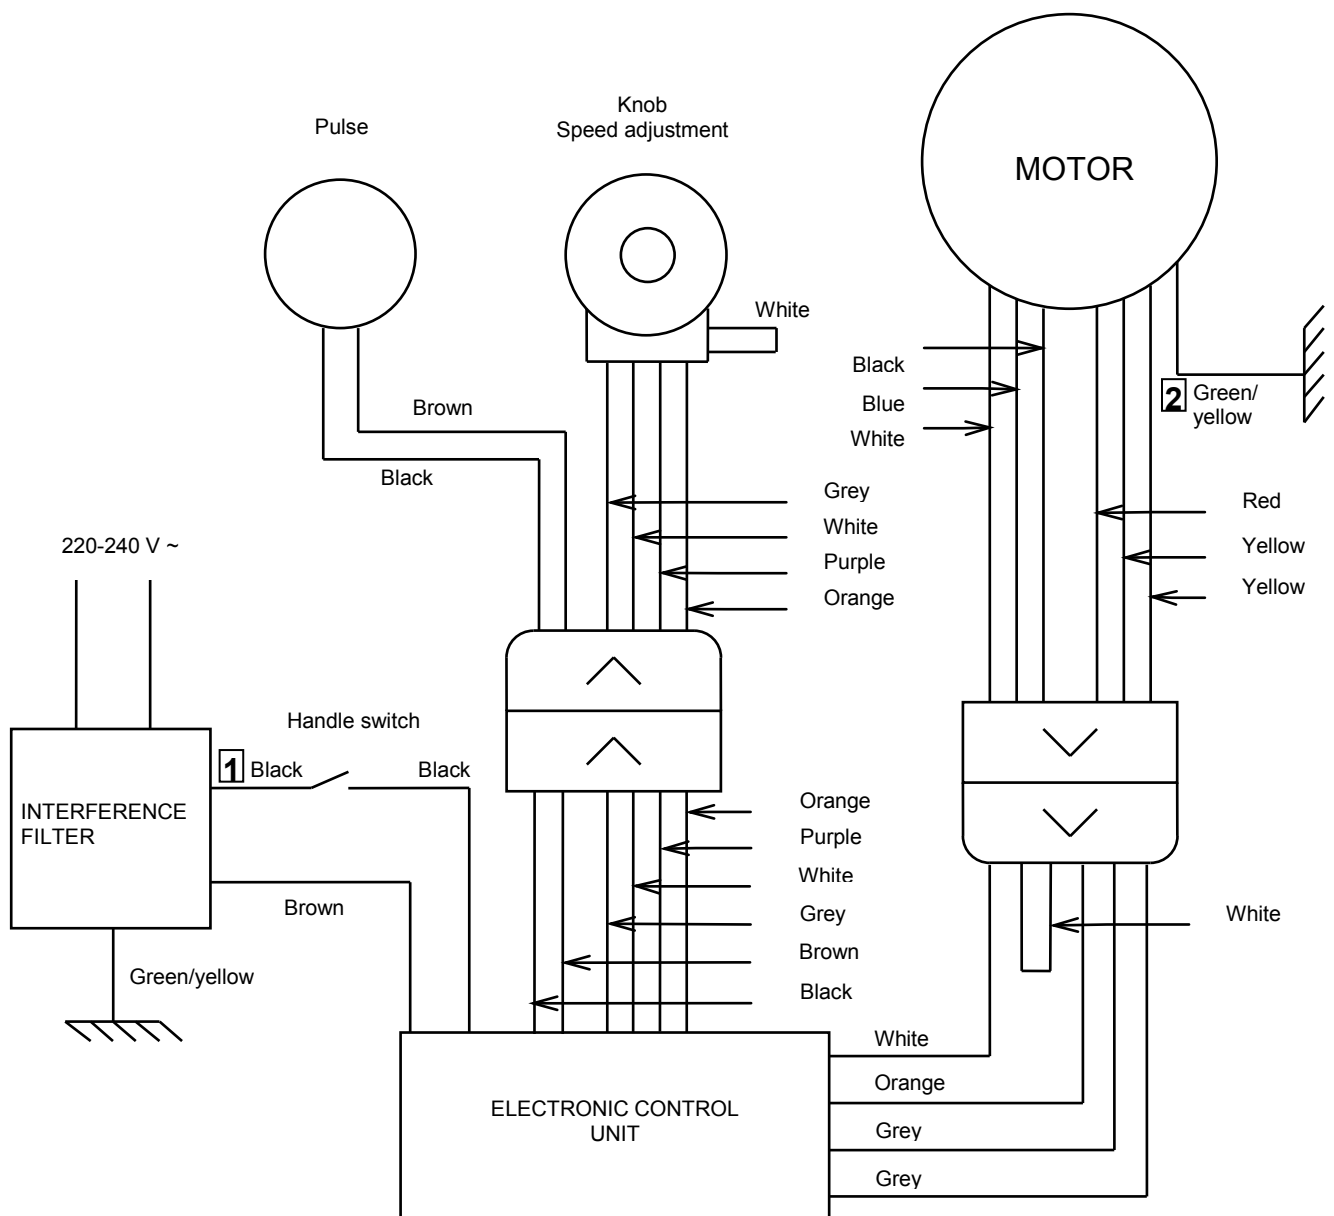 Pulse
Knob
Speed adjustment
MOTOR
White
Black
Blue
White
2
Green/
yellow
Brown
Black
Grey
White
Purple
Orange
Red
Yellow
Yellow
220-240 V ~
Handle switch
1
Black
Black
INTERFERENCE
FILTER
Brown
Green/yellow
Orange
Purple
White
Grey
Brown
Black
White
White
Orange
Grey
Grey
ELECTRONIC CONTROL
UNIT